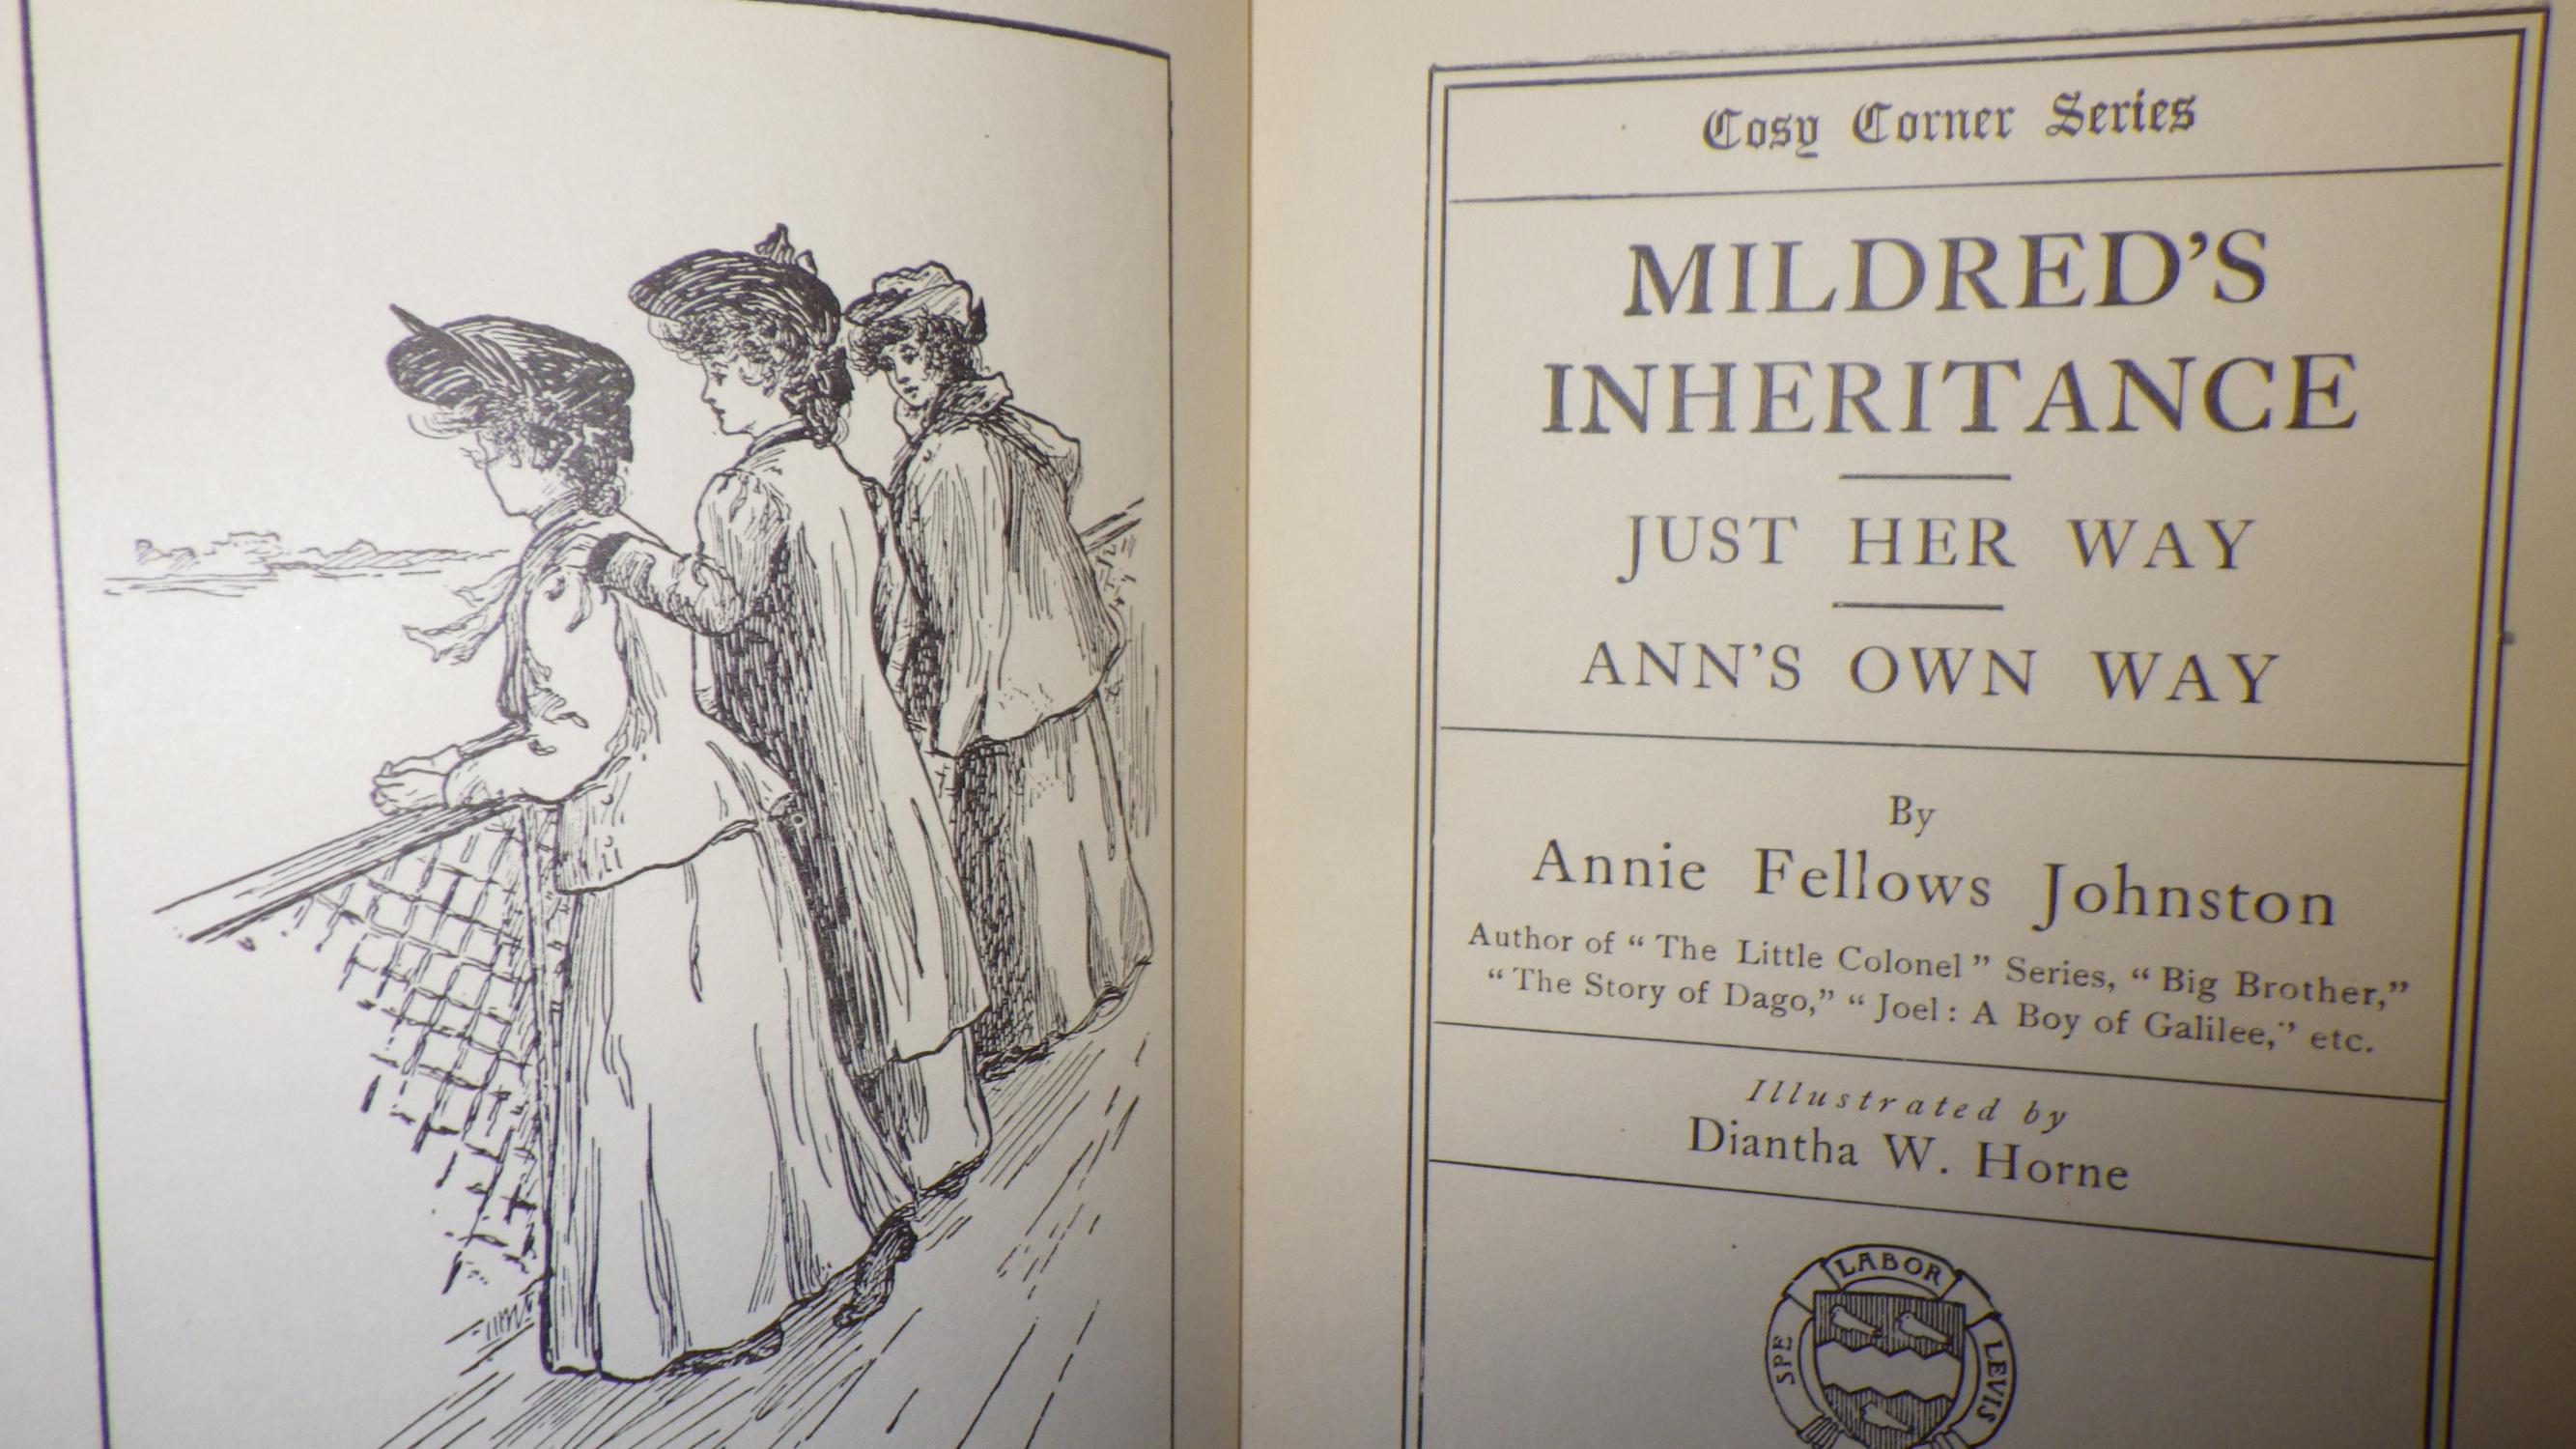 Cosy Corner Series
MILDRED'S
INHERITANCE
JUST HER WAY
ANN'S OWN WAY
By
Annie Fellows Johnston
Author of “The Little Colonel” Series, “Big Brother,”
“The Story of Dago,” “Joel: A Boy of Galilee,” etc.
Illustrated by
Diantha W. Horne
SPE LABOR LEVIS